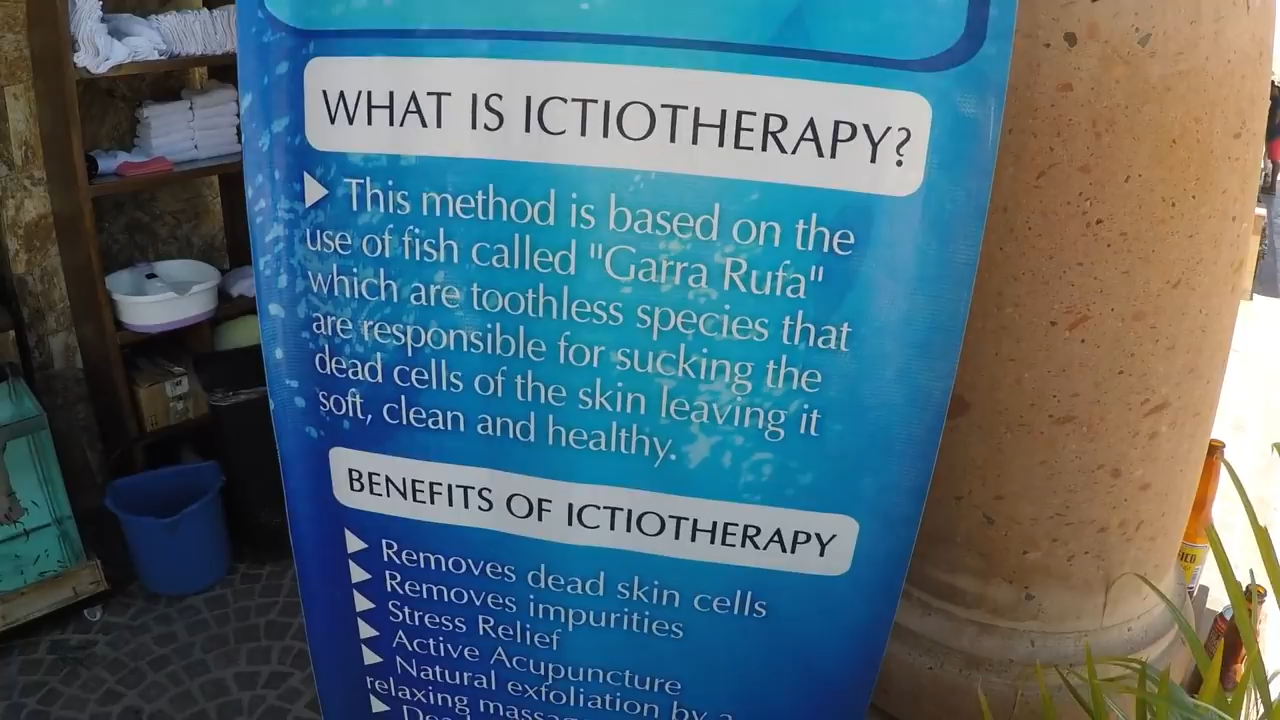 WHAT IS ICTIOTHERAPY?
This method is based on the
use of fish called "Garra Rufa"
which are toothless species that
are responsible for sucking the
dead cells of the skin leaving it
soft, clean and healthy.
BENEFITS OF ICTIOTHERAPY
Removes dead skin cells
Removes impurities
Stress Relief
Active Acupuncture
Natural exfoliation by a
relaxing